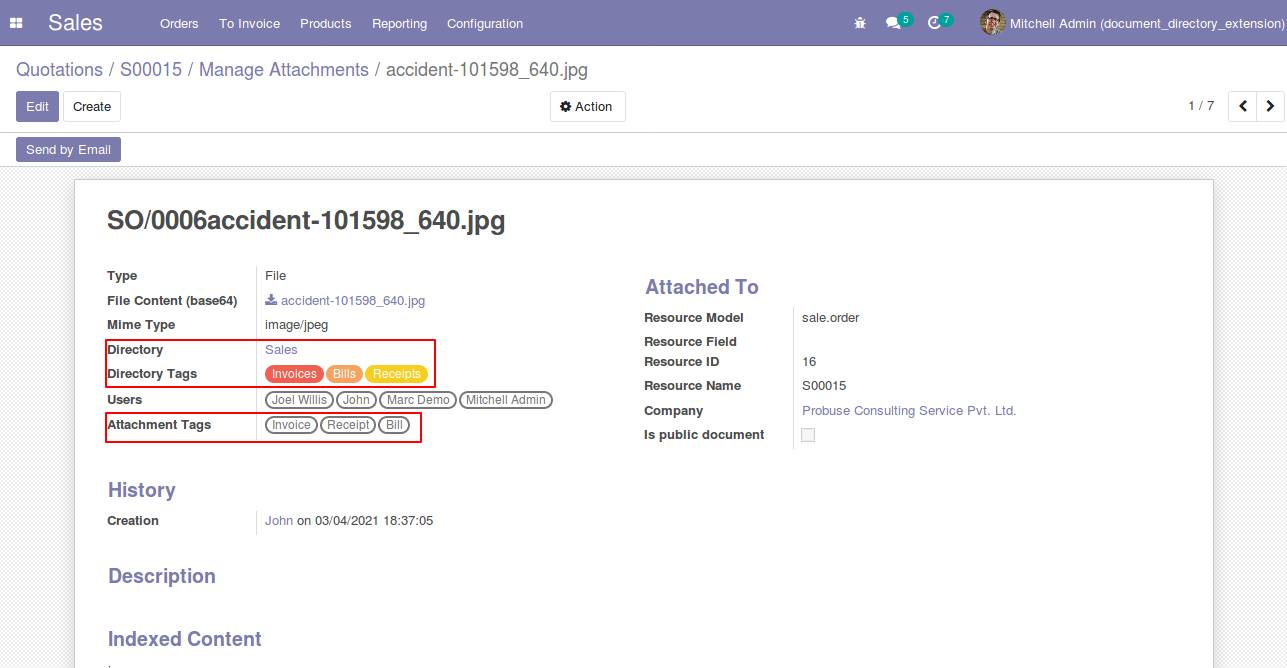 Sales Orders To Invoice Products Reporting Configuration 5 7 Mitchell Admin (document_directory_extension)
Quotations / S00015 / Manage Attachments / accident-101598_640.jpg
Edit Create Action 1 / 7
Send by Email
SO/0006accident-101598_640.jpg
Type File
File Content (base64) accident-101598_640.jpg
Mime Type image/jpeg
Directory Sales
Directory Tags Invoices Bills Receipts
Users Joel Willis John Marc Demo Mitchell Admin
Attachment Tags Invoice Receipt Bill
Attached To
Resource Model sale.order
Resource Field
Resource ID 16
Resource Name S00015
Company Probuse Consulting Service Pvt. Ltd.
Is public document
History
Creation John on 03/04/2021 18:37:05
Description
Indexed Content